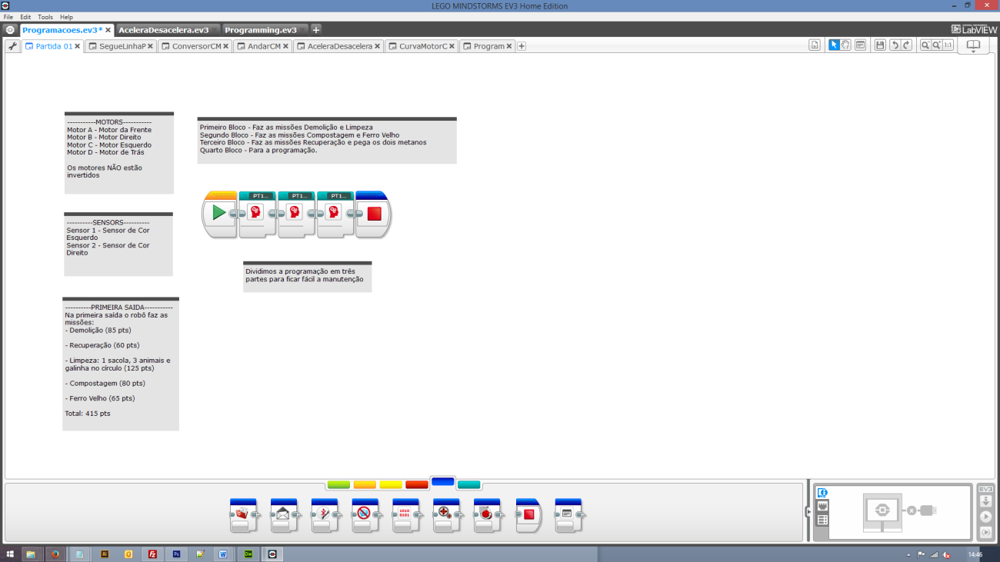 LEGO MINDSTORMS EV3 Home Edition
File Edit Tools Help
Programacoes.ev3* AceleraDesacelera.ev3 Programming.ev3
LabVIEW
Partida 01 SegueLinhaP ConversorCM AndarCM AceleraDesacelera CurvaMotorC Program
1:1
-----------MOTORS-----------
Motor A - Motor da Frente
Motor B - Motor Direito
Motor C - Motor Esquerdo
Motor D - Motor de Trás
Os motores NÃO estão
invertidos
Primeiro Bloco - Faz as missões Demolição e Limpeza
Segundo Bloco - Faz as missões Compostagem e Ferro Velho
Terceiro Bloco - Faz as missões Recuperação e pega os dois metanos
Quarto Bloco - Para a programação.
PT1... PT1... PT1...
----------SENSORS----------
Sensor 1 - Sensor de Cor
Esquerdo
Sensor 2 - Sensor de Cor
Direito
Dividimos a programação em três
partes para ficar fácil a manutenção
----------PRIMEIRA SAIDA-----------
Na primeira saída o robô faz as
missões:
- Demolição (85 pts)
- Recuperação (60 pts)
- Limpeza: 1 sacola, 3 animais e
galinha no círculo (125 pts)
- Compostagem (80 pts)
- Ferro Velho (65 pts)
Total: 415 pts
1010
0101
EV3
Ai
O
Fz
Ps
W
Dw
14:46